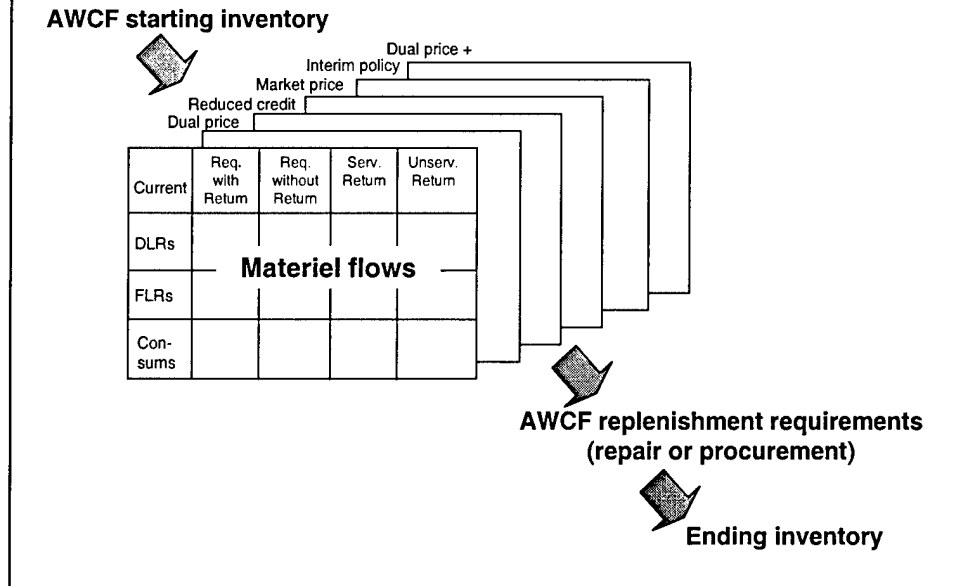 AWCF starting inventory
Dual price +
Interim policy
Market price
Reduced credit
Dual price
Current
Req.
with
Return
Req.
without
Return
Serv.
Return
Unserv.
Return
DLRs
Materiel flows
FLRs
Con-
sums
AWCF replenishment requirements
(repair or procurement)
Ending inventory